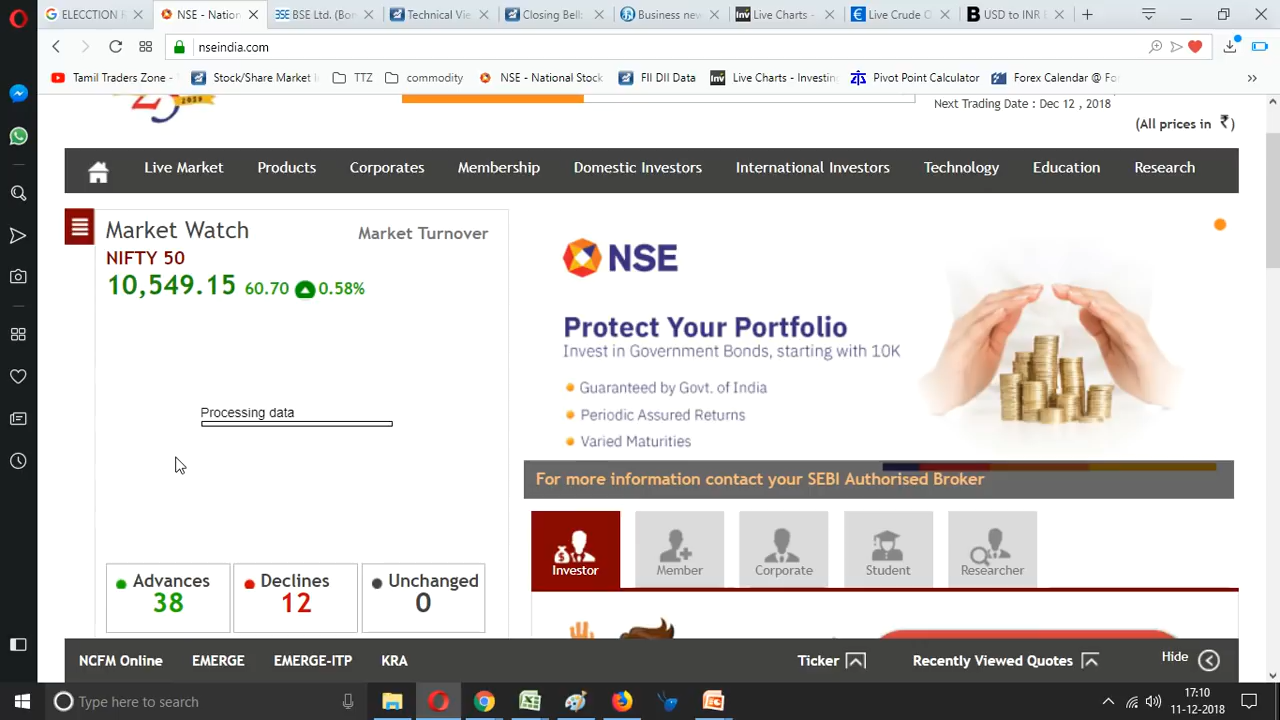 ELECCTION R
NSE - Nation
BSE Ltd. (Bom
Technical Vie
Closing Bell:
Business new
Live Charts -
Live Crude O
USD to INR E
nseindia.com
Tamil Traders Zone -
Stock/Share Market I
TTZ
commodity
NSE - National Stock
FII DII Data
Live Charts - Investin
Pivot Point Calculator
Forex Calendar @ Fo
Next Trading Date : Dec 12 , 2018
(All prices in ₹)
Live Market
Products
Corporates
Membership
Domestic Investors
International Investors
Technology
Education
Research
Market Watch
Market Turnover
NIFTY 50
10,549.15 60.70 0.58%
Processing data
Advances
38
Declines
12
Unchanged
0
NSE
Protect Your Portfolio
Invest in Government Bonds, starting with 10K
Guaranteed by Govt. of India
Periodic Assured Returns
Varied Maturities
For more information contact your SEBI Authorised Broker
Investor
Member
Corporate
Student
Researcher
NCFM Online
EMERGE
EMERGE-ITP
KRA
Ticker
Recently Viewed Quotes
Hide
Type here to search
17:10
11-12-2018